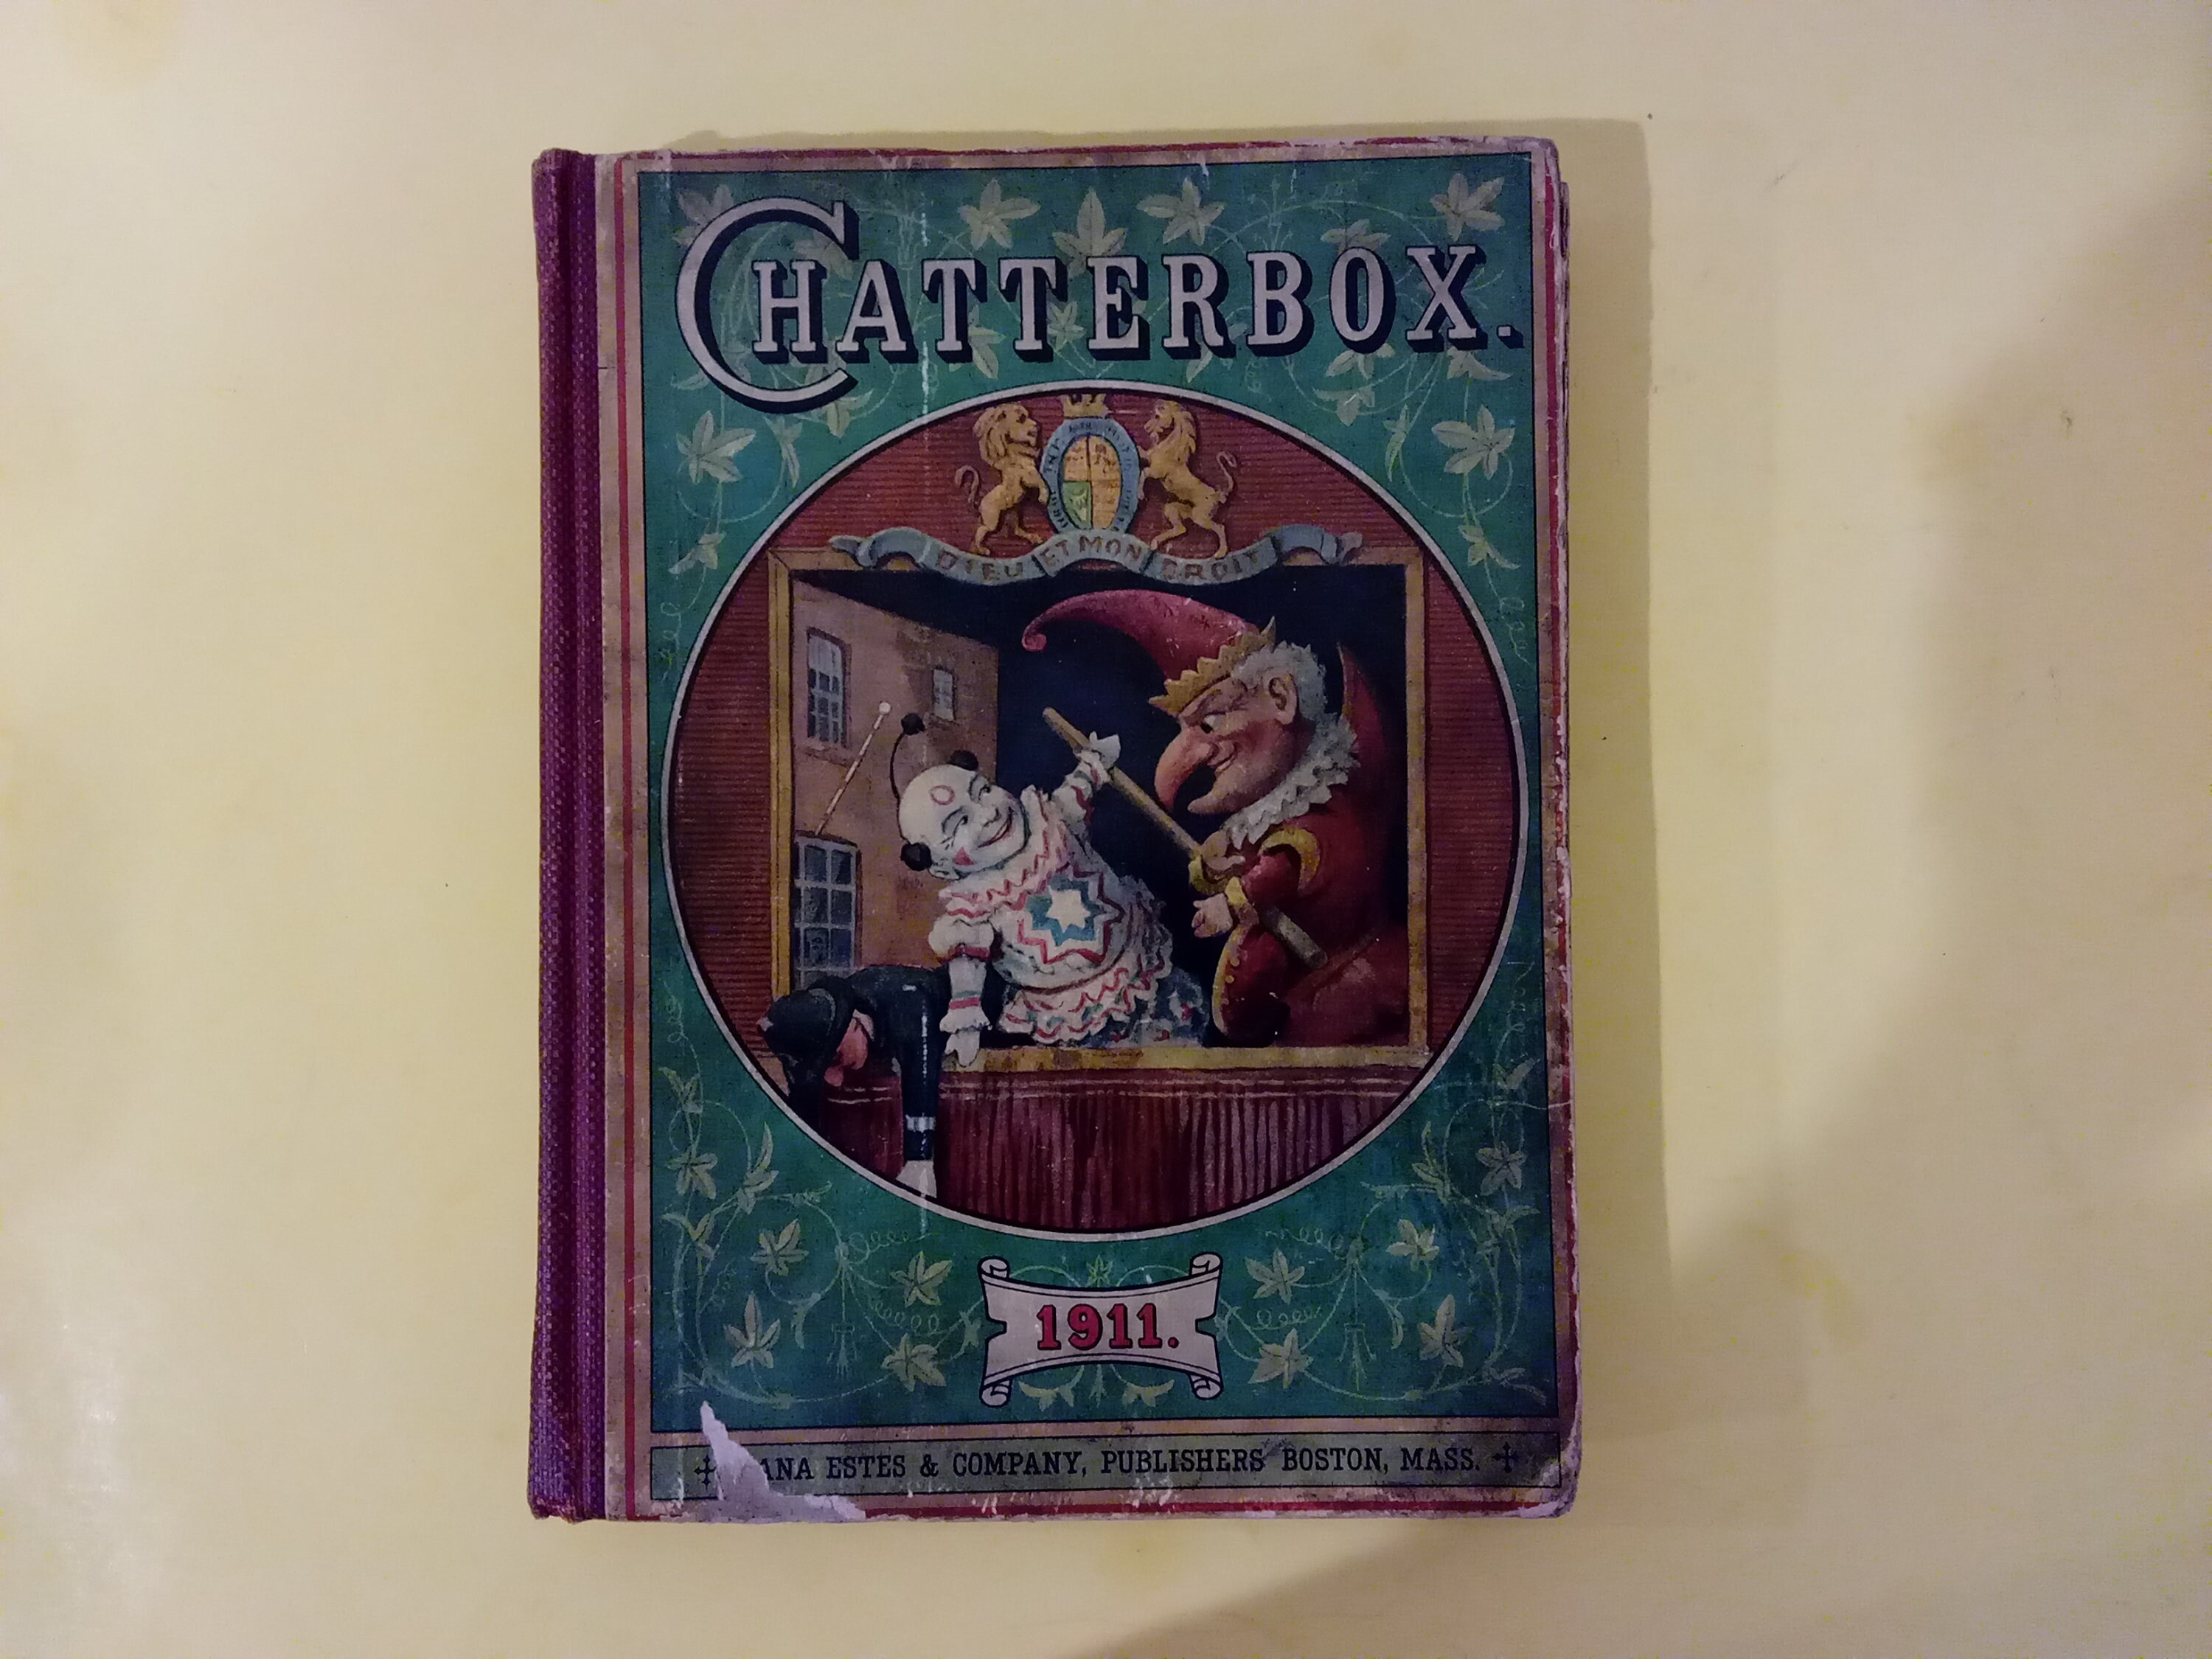 CHATTERBOX.
DIEU ET MON DROIT
1911.
ANA ESTES & COMPANY, PUBLISHERS BOSTON, MASS.